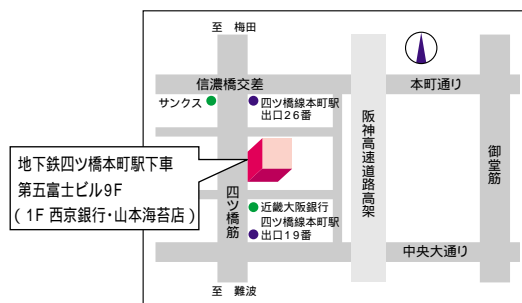 至 梅田
信濃橋交差
本町通り
サンクス
四ツ橋線本町駅
出口26番
阪神高速道路高架
御堂筋
地下鉄四ツ橋本町駅下車
第五富士ビル9F
( 1F 西京銀行・山本海苔店 )
四ツ橋筋
近畿大阪銀行
四ツ橋線本町駅
出口19番
中央大通り
至 難波